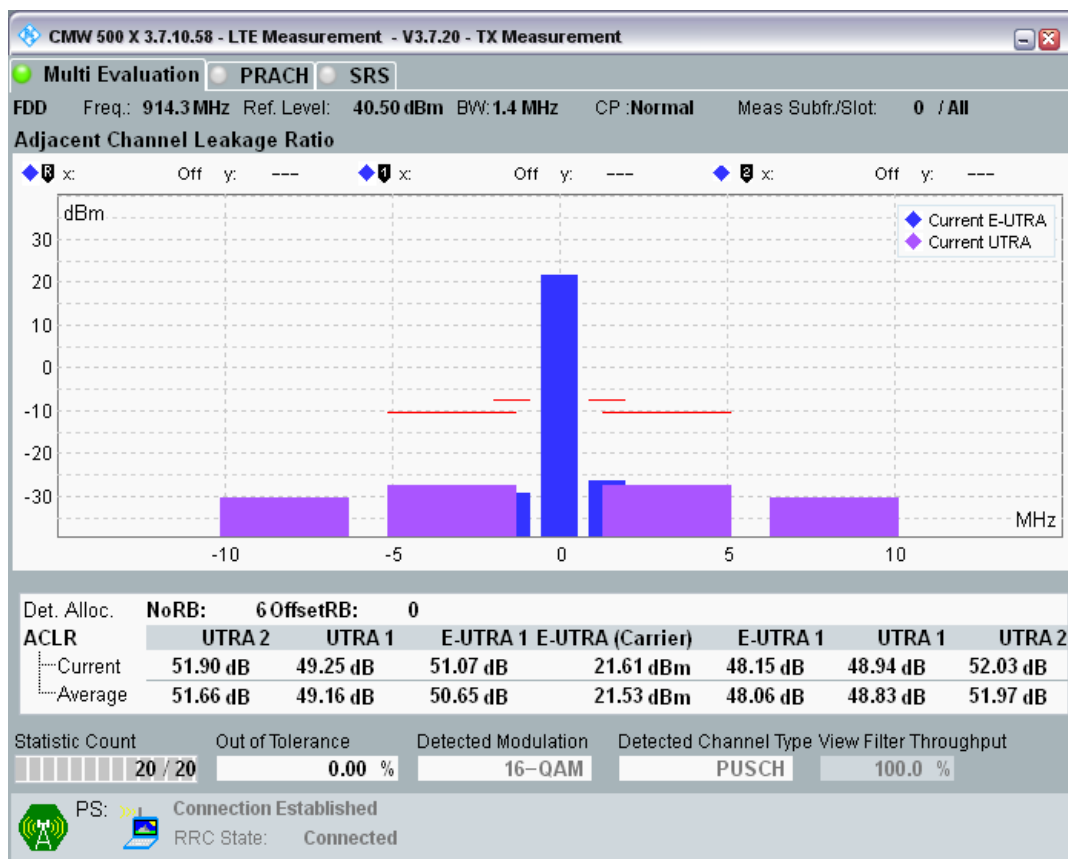 CMW 500 X 3.7.10.58 - LTE Measurement - V3.7.20 - TX Measurement
Multi Evaluation PRACH SRS
FDD Freq.: 914.3 MHz Ref. Level: 40.50 dBm BW: 1.4 MHz CP :Normal Meas Subfr./Slot: 0 / All
Adjacent Channel Leakage Ratio
R x: Off y: --- 1 x: Off y: --- 2 x: Off y: ---
dBm
Current E-UTRA
Current UTRA
30
20
10
0
-10
-20
-30
MHz
-10 -5 0 5 10
Det. Alloc. NoRB: 6 OffsetRB: 0
ACLR UTRA 2 UTRA 1 E-UTRA 1 E-UTRA (Carrier) E-UTRA 1 UTRA 1 UTRA 2
Current 51.90 dB 49.25 dB 51.07 dB 21.61 dBm 48.15 dB 48.94 dB 52.03 dB
Average 51.66 dB 49.16 dB 50.65 dB 21.53 dBm 48.06 dB 48.83 dB 51.97 dB
Statistic Count Out of Tolerance Detected Modulation Detected Channel Type View Filter Throughput
20 / 20 0.00 % 16-QAM PUSCH 100.0 %
PS: Connection Established
RRC State: Connected